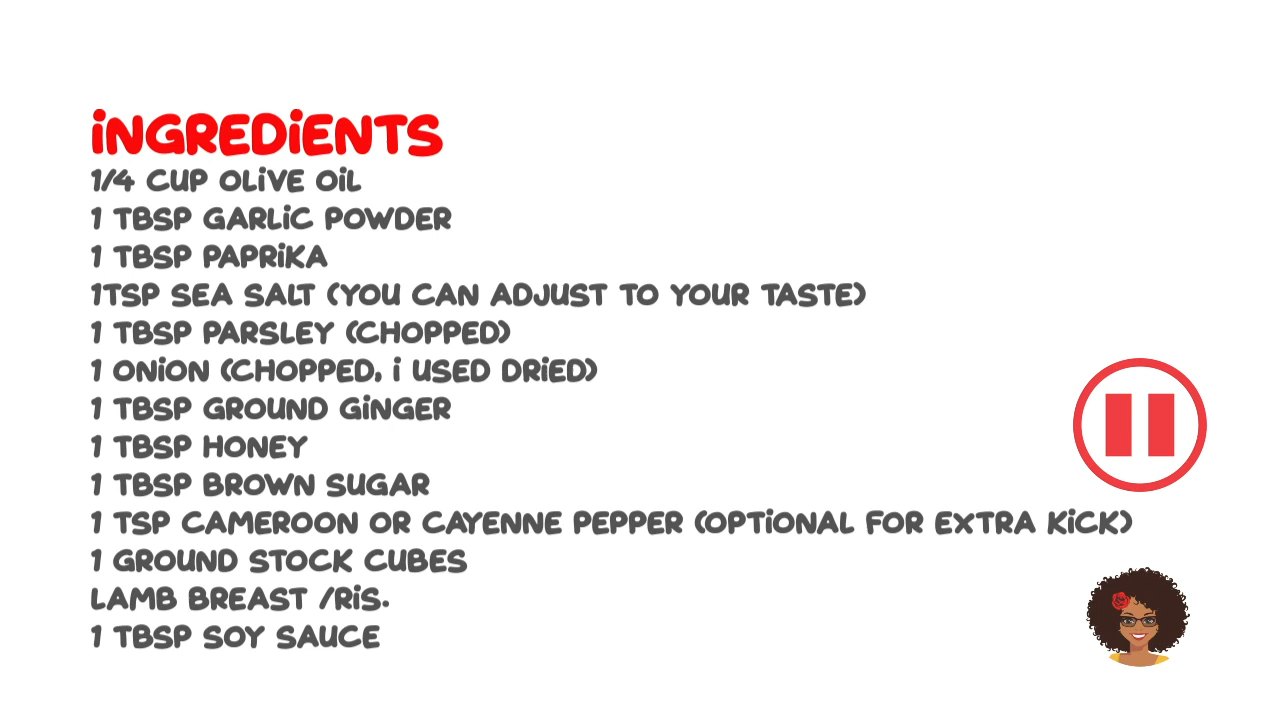 INGREDIENTS
1/4 CUP OLIVE OIL
1 TBSP GARLIC POWDER
1 TBSP PAPRIKA
1TSP SEA SALT (YOU CAN ADJUST TO YOUR TASTE)
1 TBSP PARSLEY (CHOPPED)
1 ONION (CHOPPED, I USED DRIED)
1 TBSP GROUND GINGER
1 TBSP HONEY
1 TBSP BROWN SUGAR
1 TSP CAMEROON OR CAYENNE PEPPER (OPTIONAL FOR EXTRA KICK)
1 GROUND STOCK CUBES
LAMB BREAST /RIS.
1 TBSP SOY SAUCE